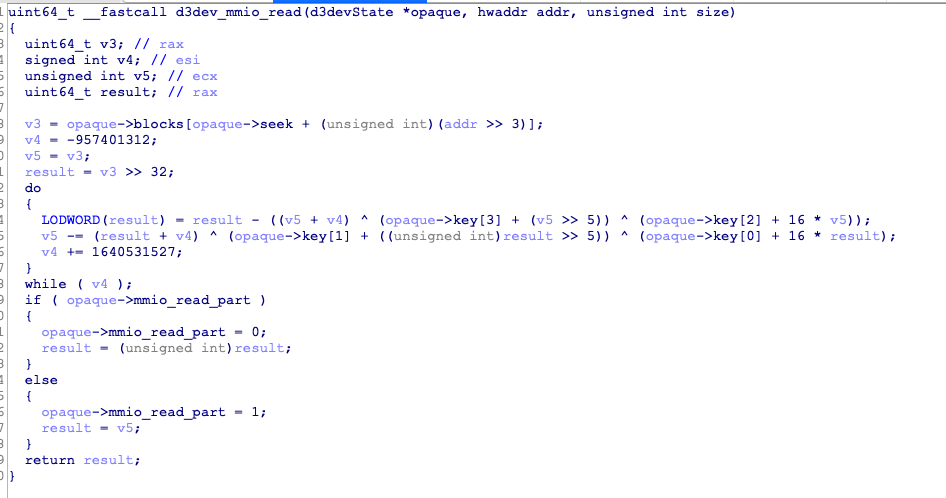 uint64_t __fastcall d3dev_mmio_read(d3devState *opaque, hwaddr addr, unsigned int size)
{
  uint64_t v3; // rax
  signed int v4; // esi
  unsigned int v5; // ecx
  uint64_t result; // rax

  v3 = opaque->blocks[opaque->seek + (unsigned int)(addr >> 3)];
  v4 = -957401312;
  v5 = v3;
  result = v3 >> 32;
  do
  {
    LODWORD(result) = result - ((v5 + v4) ^ (opaque->key[3] + (v5 >> 5)) ^ (opaque->key[2] + 16 * v5));
    v5 -= (result + v4) ^ (opaque->key[1] + ((unsigned int)result >> 5)) ^ (opaque->key[0] + 16 * result);
    v4 += 1640531527;
  }
  while ( v4 );
  if ( opaque->mmio_read_part )
  {
    opaque->mmio_read_part = 0;
    result = (unsigned int)result;
  }
  else
  {
    opaque->mmio_read_part = 1;
    result = v5;
  }
  return result;
}